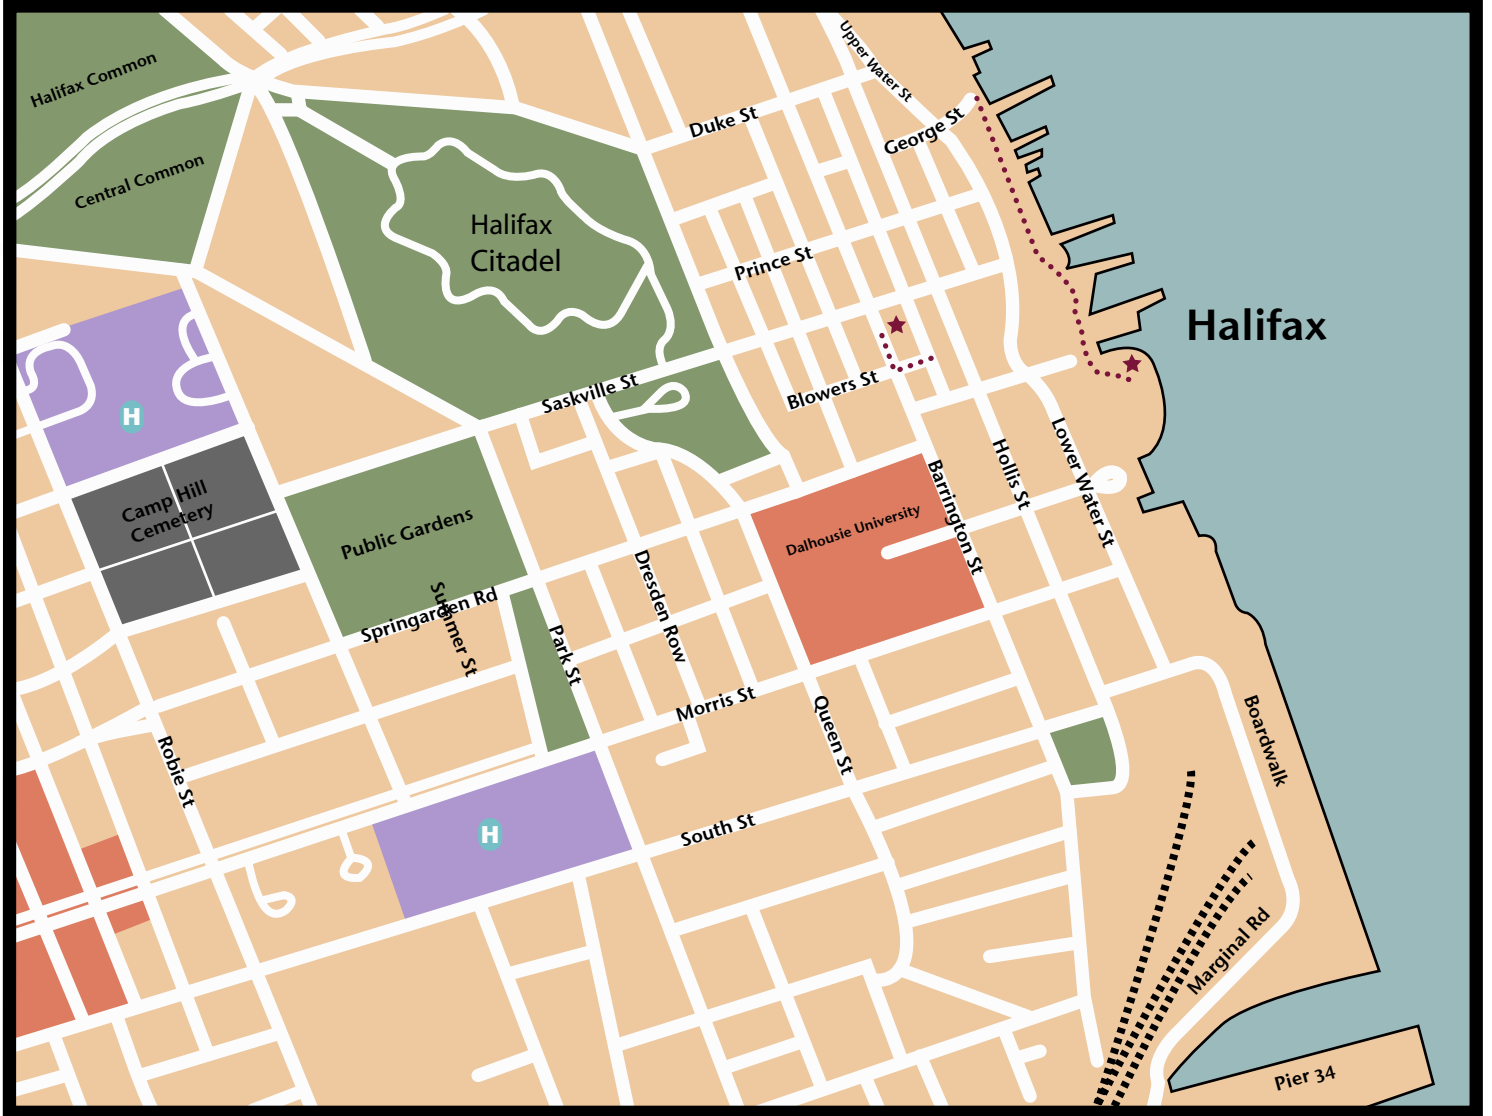 Halifax Common
Central Common
Upper Water St
Duke St
George St
Halifax
Citadel
Prince St
Halifax
Saskville St
Blowers St
H
Camp Hill
Cemetery
Public Gardens
Dalhousie University
Barrington St
Hollis St
Lower Water St
Springarden Rd
Summer St
Park St
Dresden Row
Morris St
Queen St
Robie St
Boardwalk
H
South St
Marginal Rd
Pier 34